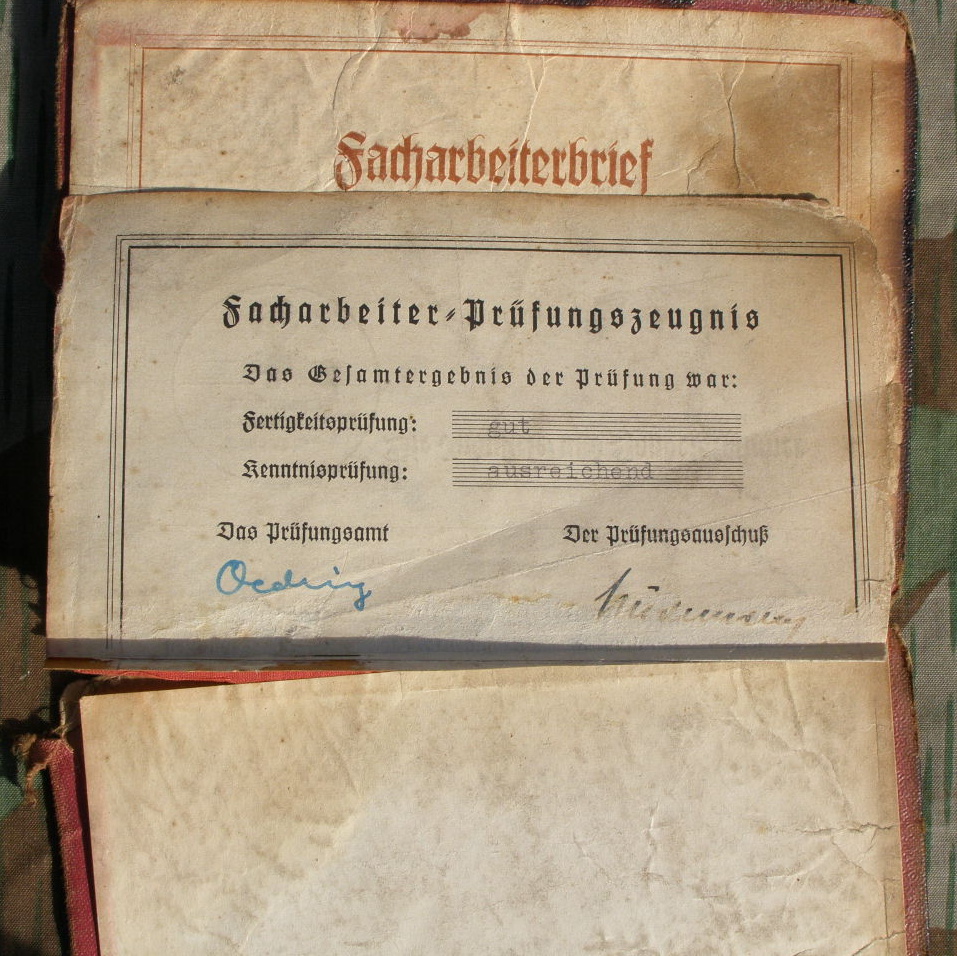 Facharbeiterbrief
Facharbeiter-Prüfungszeugnis
Das Gesamtergebnis der Prüfung war:
Fertigkeitsprüfung: gut
Kenntnisprüfung: ausreichend
Das Prüfungsamt Der Prüfungsausschuß